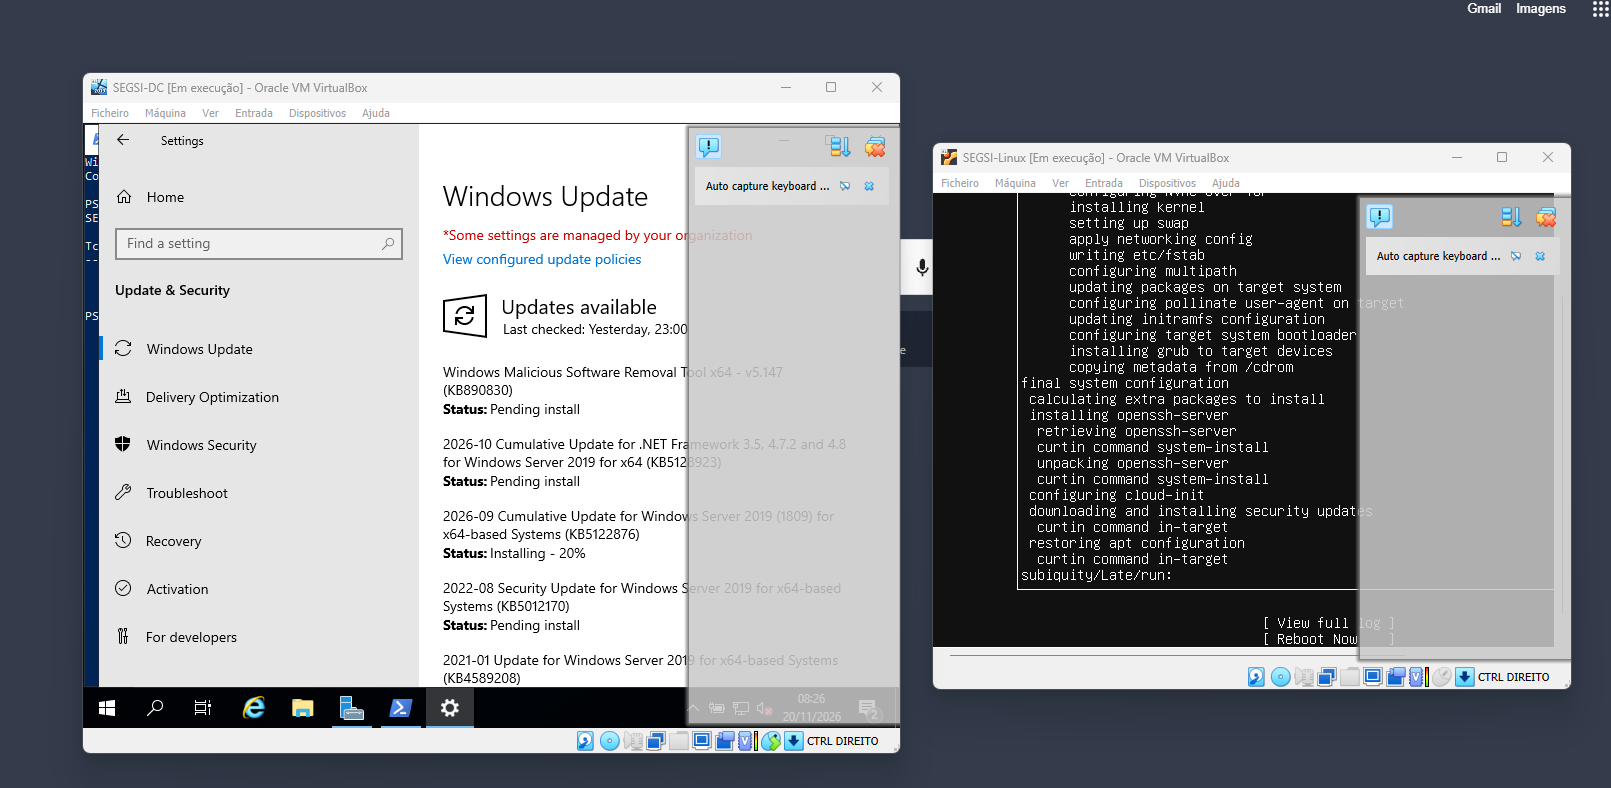 Gmail Imagens
SEGSI-DC [Em execução] - Oracle VM VirtualBox
Ficheiro Máquina Ver Entrada Dispositivos Ajuda
Wi
Co
PS
SE
Tc
--
PS
Settings
Home
Find a setting
Update & Security
Windows Update
Delivery Optimization
Windows Security
Troubleshoot
Recovery
Activation
For developers
Windows Update
*Some settings are managed by your organization
View configured update policies
Updates available
Last checked: Yesterday, 23:00
Windows Malicious Software Removal Tool x64 - v5.147
(KB890830)
Status: Pending install
2026-10 Cumulative Update for .NET Framework 3.5, 4.7.2 and 4.8
for Windows Server 2019 for x64 (KB5128923)
Status: Pending install
2026-09 Cumulative Update for Windows Server 2019 (1809) for
x64-based Systems (KB5122876)
Status: Installing - 20%
2022-08 Security Update for Windows Server 2019 for x64-based
Systems (KB5012170)
Status: Pending install
2021-01 Update for Windows Server 2019 for x64-based Systems
(KB4589208)
Auto capture keyboard ...
08:26
20/11/2026
2
CTRL DIREITO
e
SEGSI-Linux [Em execução] - Oracle VM VirtualBox
Ficheiro Máquina Ver Entrada Dispositivos Ajuda
installing kernel
setting up swap
apply networking config
writing etc/fstab
configuring multipath
updating packages on target system
configuring pollinate user-agent on target
updating initramfs configuration
configuring target system bootloader
installing grub to target devices
copying metadata from /cdrom
final system configuration
calculating extra packages to install
installing openssh-server
retrieving openssh-server
curtin command system-install
unpacking openssh-server
curtin command system-install
configuring cloud-init
downloading and installing security updates
curtin command in-target
restoring apt configuration
curtin command in-target
subiquity/Late/run:
[ View full log ]
[ Reboot Now ]
Auto capture keyboard ...
CTRL DIREITO